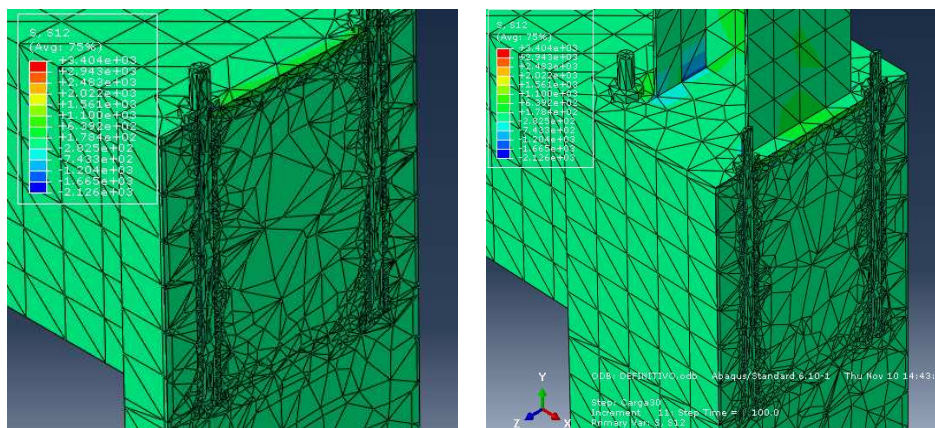 S, S12
(Avg: 75%)
+3.404e+03
+2.943e+03
+2.483e+03
+2.022e+03
+1.561e+03
+1.100e+03
+6.392e+02
+1.784e+02
-2.825e+02
-7.433e+02
-1.204e+03
-1.665e+03
-2.126e+03
S, S12
(Avg: 75%)
+3.404e+03
+2.943e+03
+2.483e+03
+2.022e+03
+1.561e+03
+1.100e+03
+6.392e+02
+1.784e+02
-2.825e+02
-7.433e+02
-1.204e+03
-1.665e+03
-2.126e+03
ODB: DEFINITIVO.odb Abaqus/Standard 6.10-1 Thu Nov 10 14:43:
Step: Carga30
Increment 11: Step Time = 100.0
Primary Var: S, S12
Y
Z X